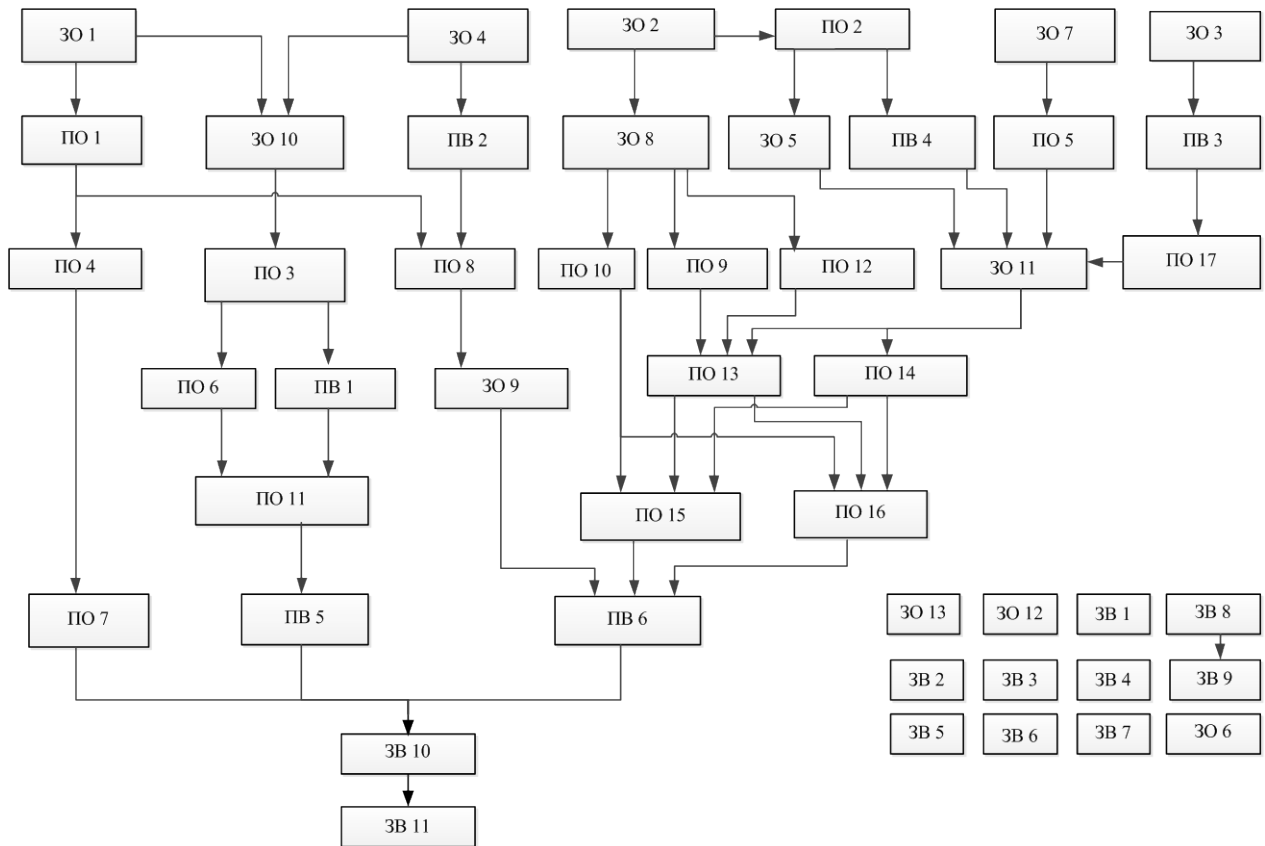 ЗО 1
ЗО 4
ЗО 2
ПО 2
ЗО 7
ЗО 3
ПО 1
ЗО 10
ПВ 2
ЗО 8
ЗО 5
ПВ 4
ПО 5
ПВ 3
ПО 4
ПО 3
ПО 8
ПО 10
ПО 9
ПО 12
ЗО 11
ПО 17
ПО 6
ПВ 1
ЗО 9
ПО 13
ПО 14
ПО 11
ПО 15
ПО 16
ПО 7
ПВ 5
ПВ 6
ЗО 13
ЗО 12
ЗВ 1
ЗВ 8
ЗВ 2
ЗВ 3
ЗВ 4
ЗВ 9
ЗВ 5
ЗВ 6
ЗВ 7
ЗО 6
ЗВ 10
ЗВ 11